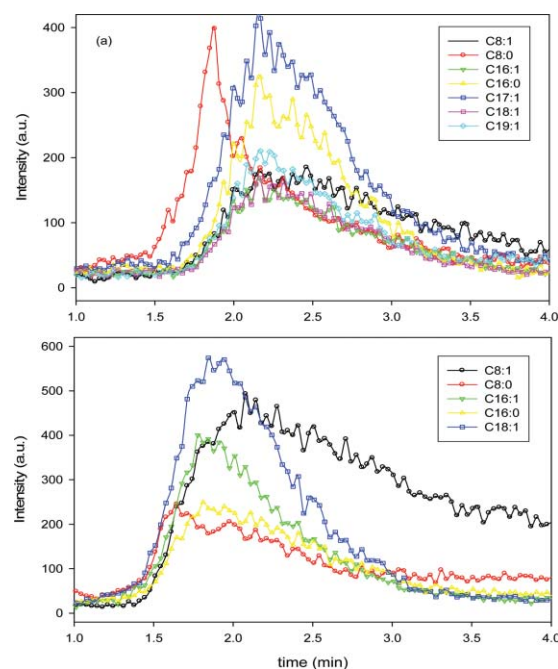 (a)
C8:1
C8:0
C16:1
C16:0
C17:1
C18:1
C19:1
Intensity (a.u.)
400
300
200
100
0
1.0 1.5 2.0 2.5 3.0 3.5 4.0
C8:1
C8:0
C16:1
C16:0
C18:1
Intensity (a.u.)
600
500
400
300
200
100
0
1.0 1.5 2.0 2.5 3.0 3.5 4.0
time (min)